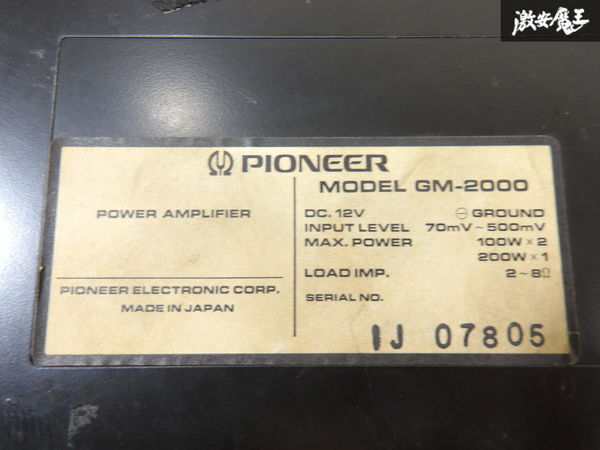 激安魔王
PIONEER
POWER AMPLIFIER
PIONEER ELECTRONIC CORP.
MADE IN JAPAN
MODEL GM-2000
DC. 12V ⊖ GROUND
INPUT LEVEL 70mV~500mV
MAX. POWER 100W×2
200W×1
LOAD IMP. 2~8Ω
SERIAL NO.
IJ 07805